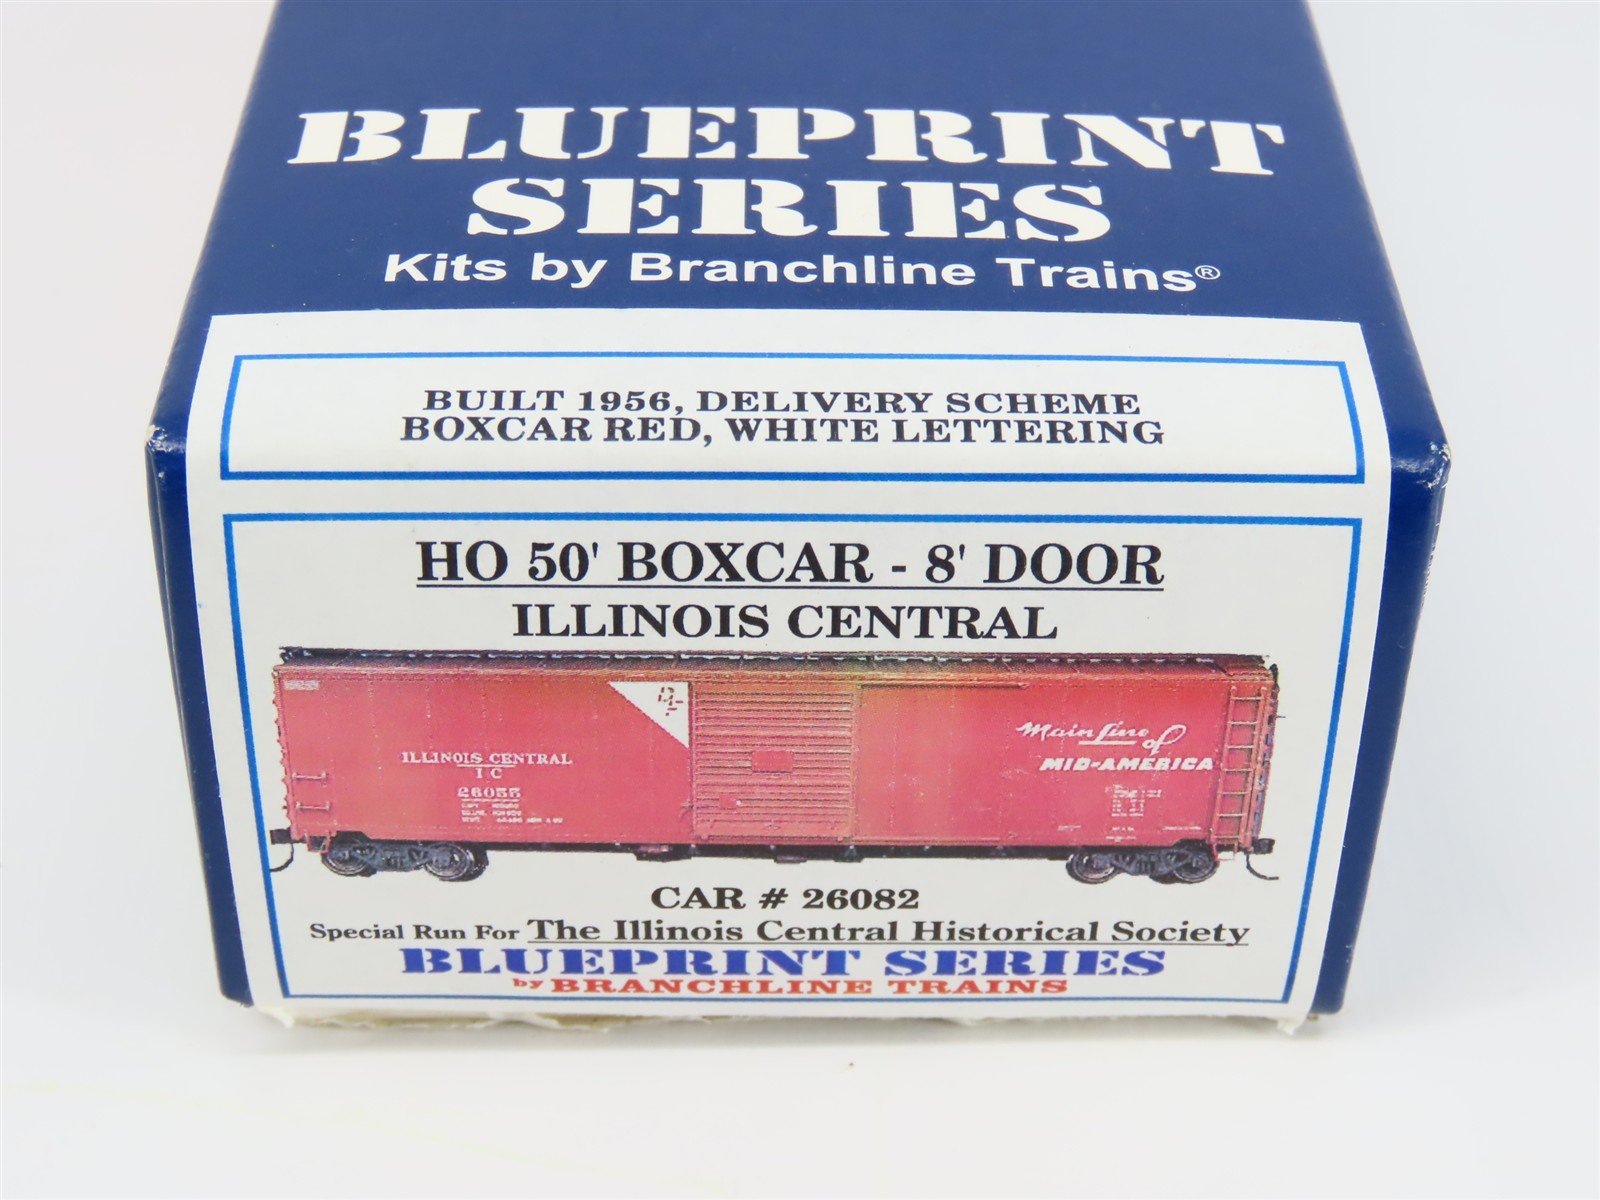 BLUEPRINT
SERIES
Kits by Branchline Trains®
BUILT 1956, DELIVERY SCHEME
BOXCAR RED, WHITE LETTERING
HO 50' BOXCAR - 8' DOOR
ILLINOIS CENTRAL
ILLINOIS CENTRAL
I C
26055
Main Line
of
MID-AMERICA
CAR # 26082
Special Run For The Illinois Central Historical Society
BLUEPRINT SERIES
by BRANCHLINE TRAINS